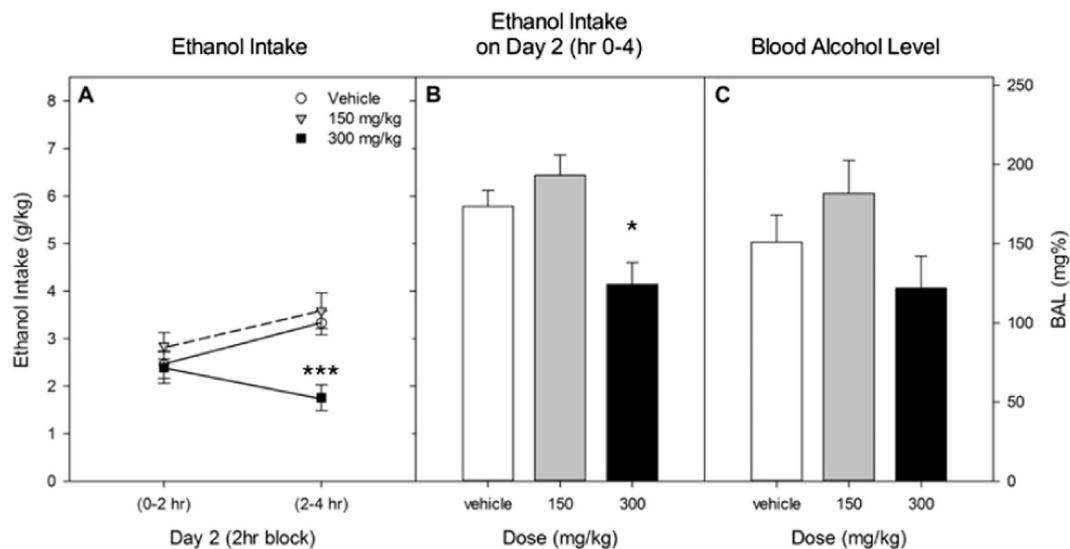 Ethanol Intake
Ethanol Intake
on Day 2 (hr 0-4)
Blood Alcohol Level
A
Vehicle
150 mg/kg
300 mg/kg
B
C
8
7
6
5
4
3
2
1
0
Ethanol Intake (g/kg)
***
*
250
200
150
100
50
0
BAL (mg%)
(0-2 hr)
(2-4 hr)
vehicle
150
300
vehicle
150
300
Day 2 (2hr block)
Dose (mg/kg)
Dose (mg/kg)